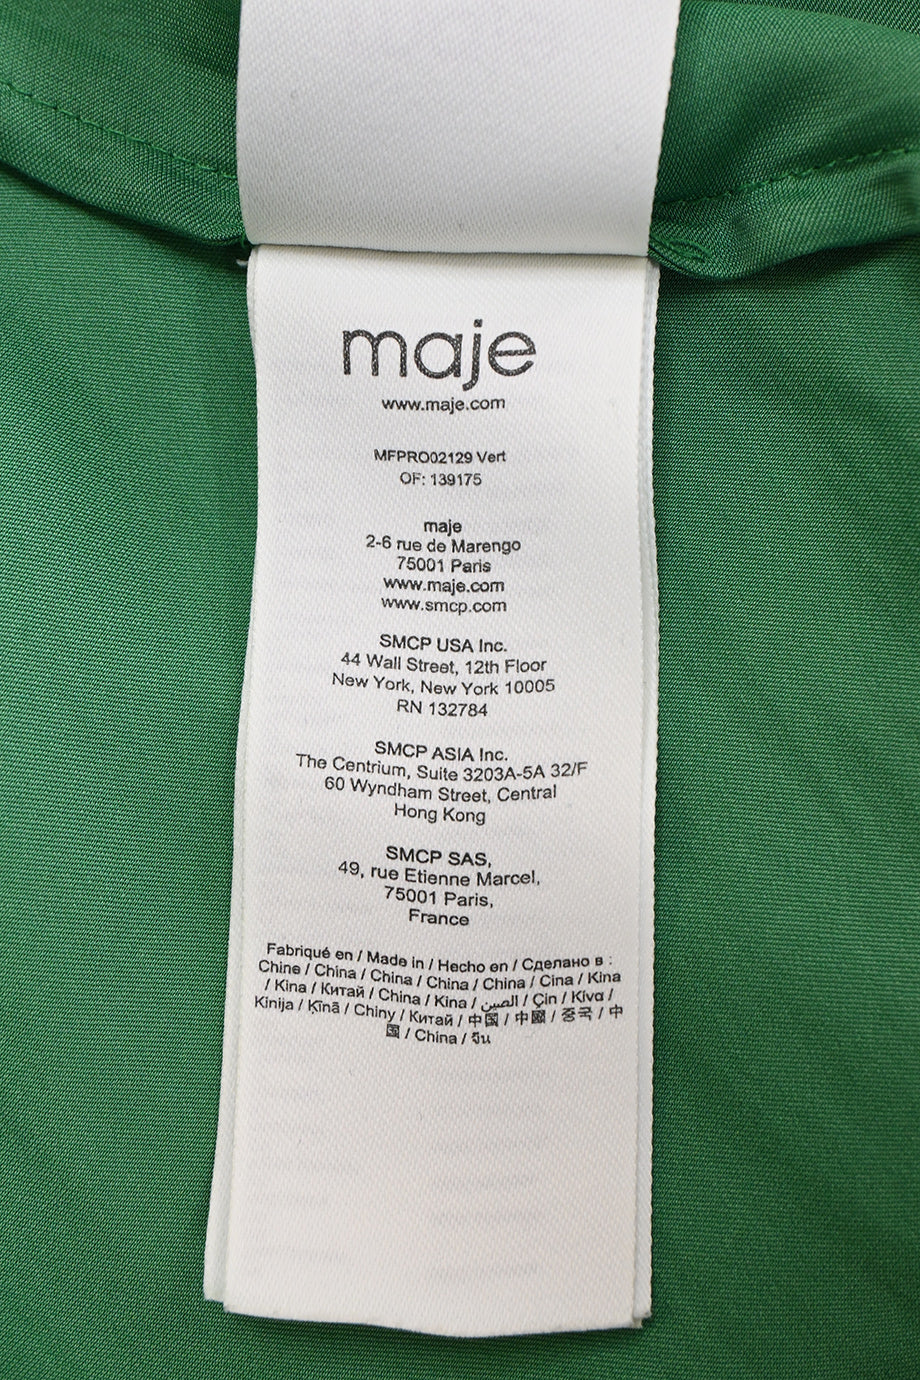 maje
www.maje.com
MFPRO02129 Vert
OF: 139175
maje
2-6 rue de Marengo
75001 Paris
www.maje.com
www.smcp.com
SMCP USA Inc.
44 Wall Street, 12th Floor
New York, New York 10005
RN 132784
SMCP ASIA Inc.
The Centrium, Suite 3203A-5A 32/F
60 Wyndham Street, Central
Hong Kong
SMCP SAS,
49, rue Etienne Marcel,
75001 Paris,
France
Fabriqué en / Made in / Hecho en / Сделано в :
Chine / China / China / China / China / Cina / Kina
/ Kina / Китай / China / Kina / الصين / Çin / Κίνα /
Kinija / Ķīnā / Chiny / Китай / 中国 / 中國 / 중국 / 中
国 / China / จีน